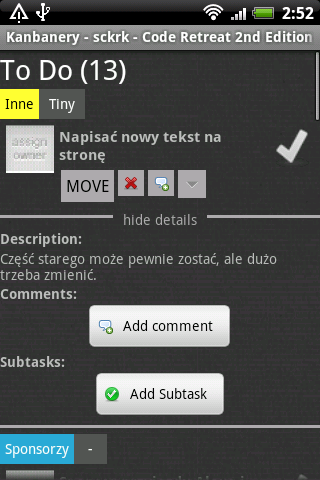 2:52
Kanbanery - sckrk - Code Retreat 2nd Edition
To Do (13)
Inne Tiny
assign
owner
Napisać nowy tekst na
stronę
MOVE
hide details
Description:
Część starego może pewnie zostać, ale dużo
trzeba zmienić.
Comments:
Add comment
Subtasks:
Add Subtask
Sponsorzy -